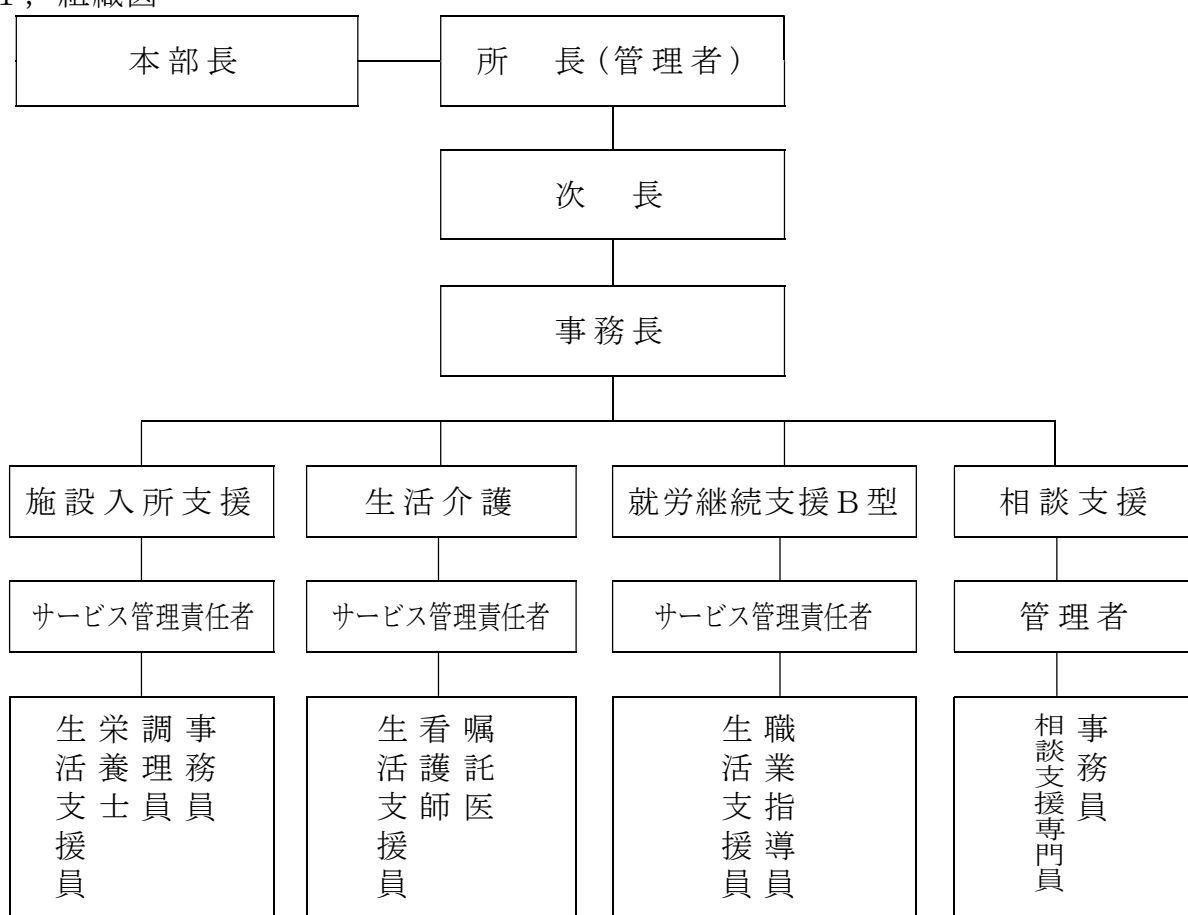 組織図
本部長
所 長(管理者)
次 長
事務長
施設入所支援
生活介護
就労継続支援B型
相談支援
サービス管理責任者
サービス管理責任者
サービス管理責任者
管理者
生活支援員
栄養士
調理員
事務員
生活支援員
看護師
嘱託医
生活支援員
職業指導員
相談支援専門員
事務員